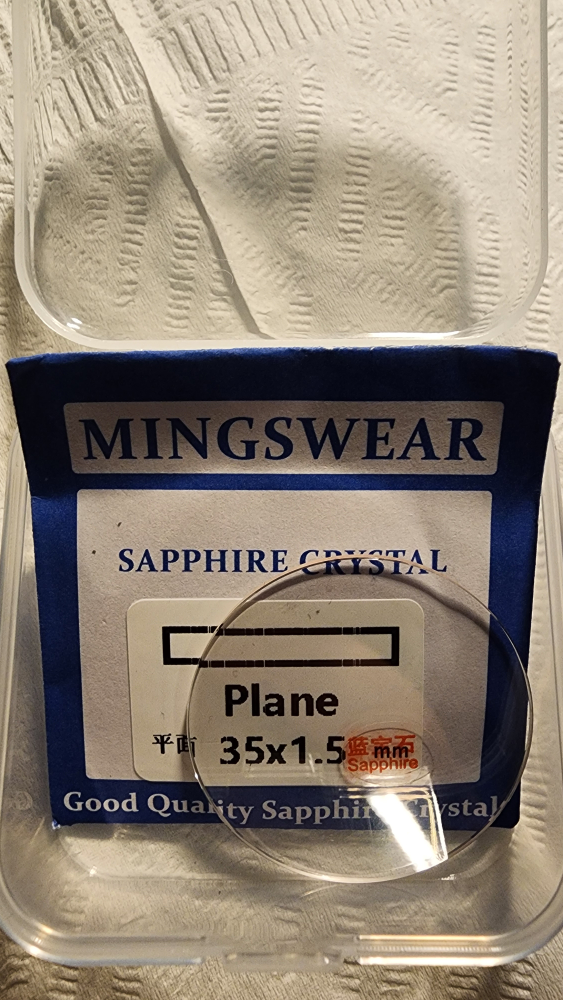 MINGSWEAR
SAPPHIRE CRYSTAL
Plane
平面 35x1.5 mm
蓝宝石
Sapphire
Good Quality Sapphire Crystal